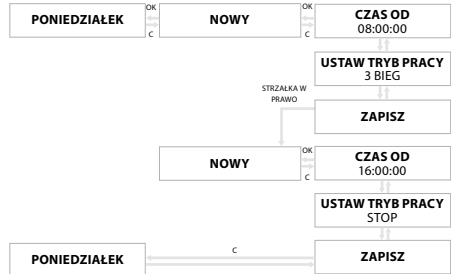 PONIEDZIAŁEK
OK
C
NOWY
OK
C
CZAS OD
08:00:00
USTAW TRYB PRACY
3 BIEG
STRZAŁKA W
PRAWO
ZAPISZ
NOWY
OK
C
CZAS OD
16:00:00
USTAW TRYB PRACY
STOP
PONIEDZIAŁEK
C
ZAPISZ